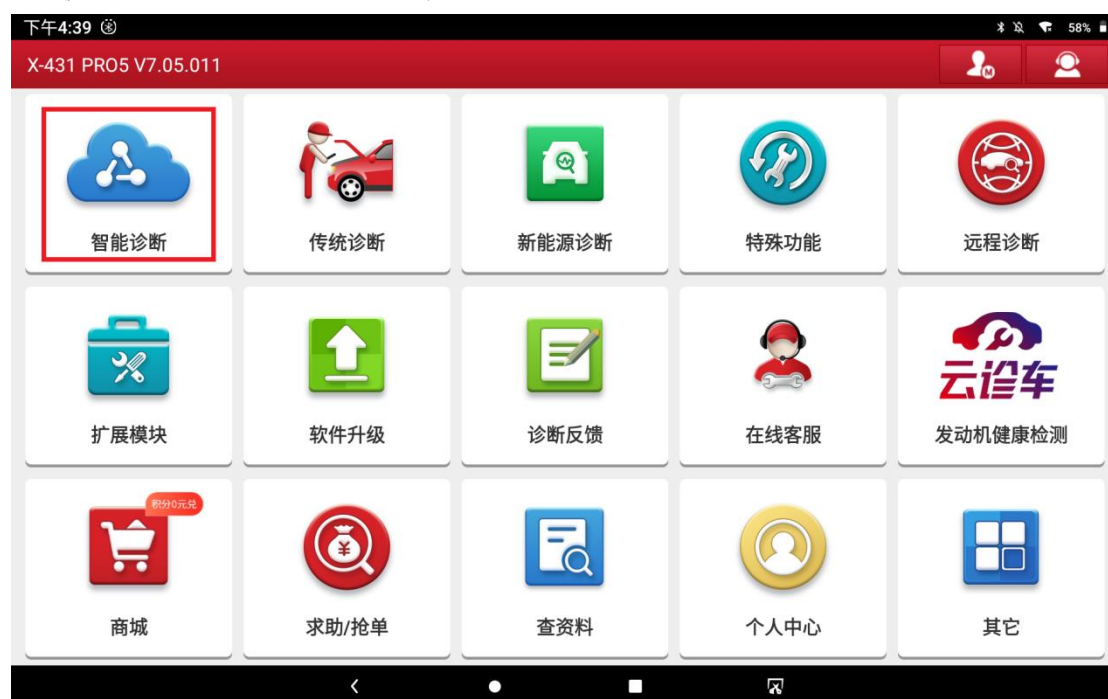 下午4:39
58%
X-431 PRO5 V7.05.011
M
智能诊断
传统诊断
新能源诊断
特殊功能
远程诊断
云诊车
扩展模块
软件升级
诊断反馈
在线客服
发动机健康检测
积分0元兑
商城
求助/抢单
查资料
个人中心
其它